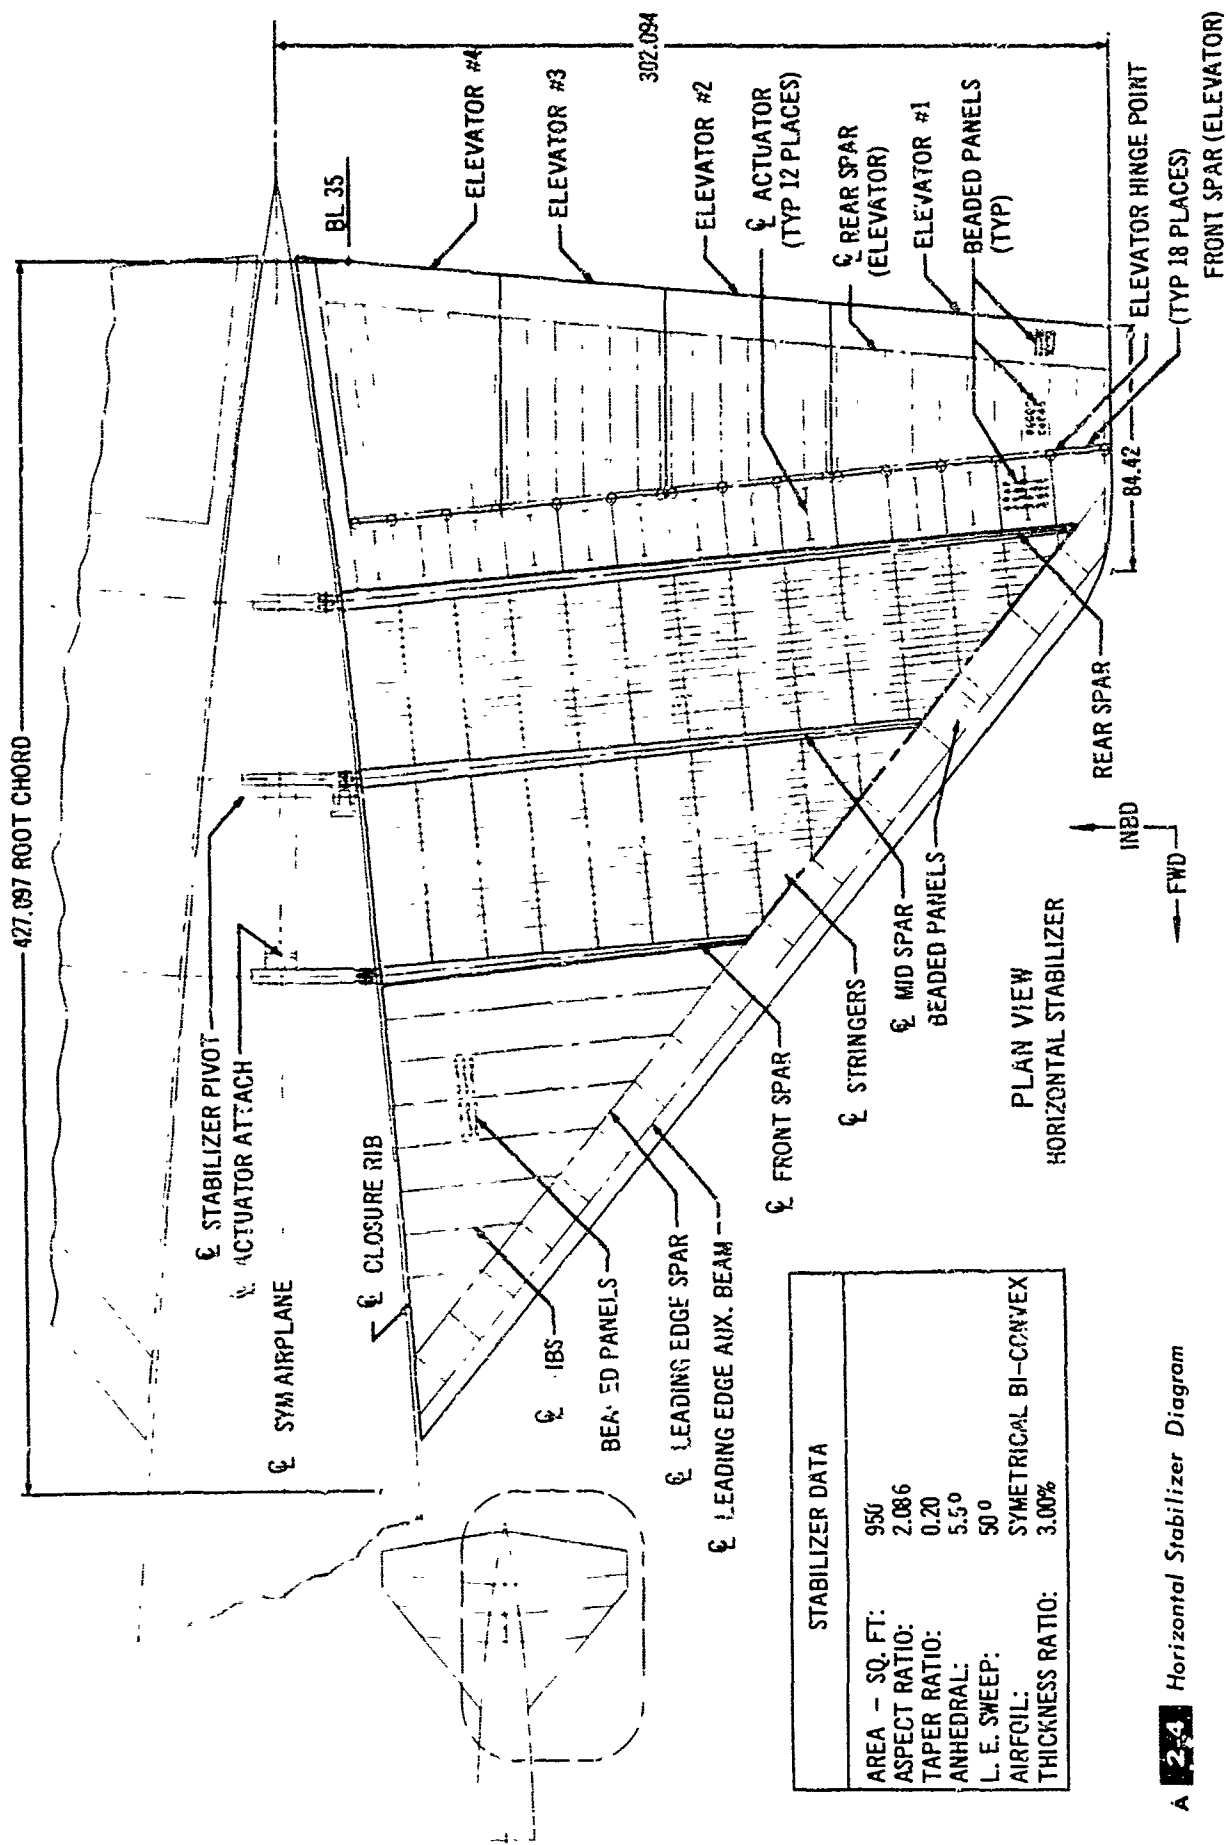 427.097 ROOT CHORD
302.094
BL 35
ELEVATOR #4
ELEVATOR #3
ELEVATOR #2
℄ ACTUATOR
(TYP 12 PLACES)
℄ REAR SPAR
(ELEVATOR)
ELEVATOR #1
BEADED PANELS
(TYP)
ELEVATOR HINGE POINT
(TYP 18 PLACES)
FRONT SPAR (ELEVATOR)
84.42
℄ STABILIZER PIVOT
℄ ACTUATOR ATTACH
℄ SYM AIRPLANE
℄ CLOSURE RIB
℄ IBS
BEA ED PANELS
℄ LEADING EDGE SPAR
℄ LEADING EDGE AUX. BEAM
℄ FRONT SPAR
℄ STRINGERS
℄ MID SPAR
BEADED PANELS
REAR SPAR
INBD
FWD
PLAN VIEW
HORIZONTAL STABILIZER
STABILIZER DATA
AREA - SQ. FT: 950
ASPECT RATIO: 2.086
TAPER RATIO: 0.20
ANHEDRAL: 5.5°
L. E. SWEEP: 50°
AIRFOIL: SYMETRICAL BI-CONVEX
THICKNESS RATIO: 3.00%
A 2-4 Horizontal Stabilizer Diagram